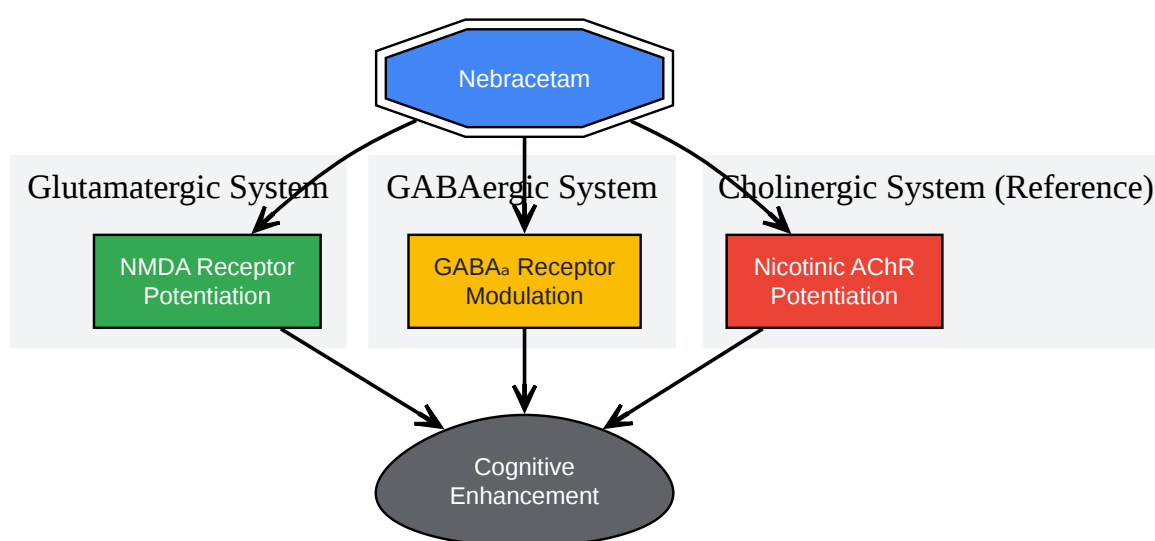 Nebracetam
Glutamatergic System
GABAergic System
Cholinergic System (Reference)
NMDA Receptor
Potentiation
GABAₐ Receptor
Modulation
Nicotinic AChR
Potentiation
Cognitive
Enhancement